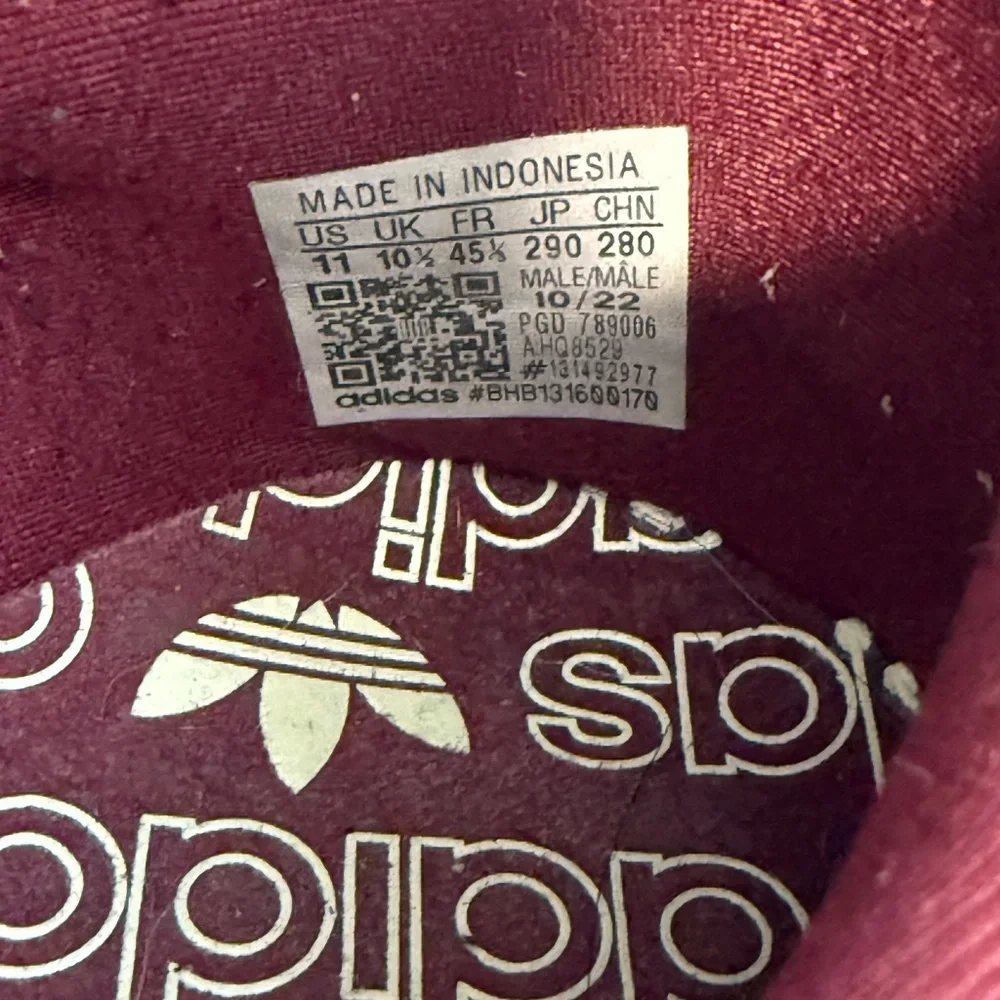 MADE IN INDONESIA
US UK FR JP CHN
11 10½ 45⅓ 290 280
MALE/MÂLE
10/22
PGD 789006
AHQ8529
#131492977
adidas #BHB131600170